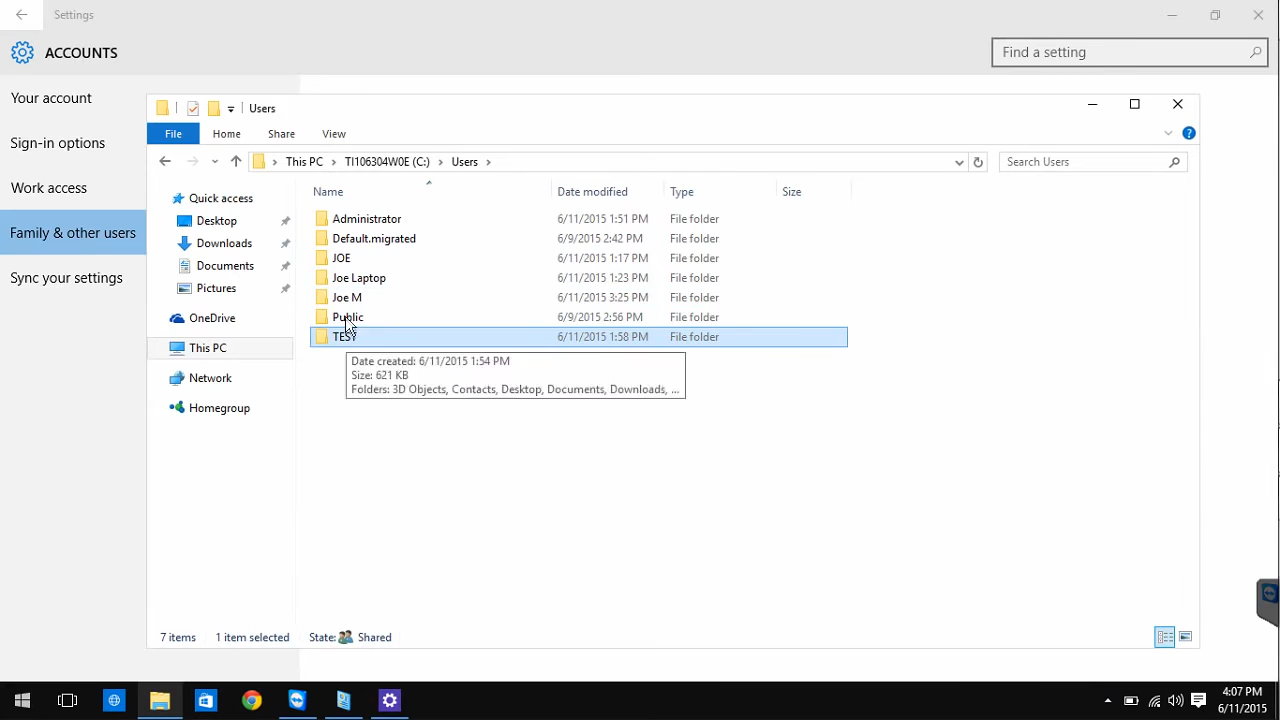 Settings
ACCOUNTS
Find a setting
Your account
Sign-in options
Work access
Family & other users
Sync your settings
Users
File Home Share View
This PC TI106304W0E (C:) Users
Search Users
Quick access
Desktop
Downloads
Documents
Pictures
OneDrive
This PC
Network
Homegroup
Name Date modified Type Size
Administrator 6/11/2015 1:51 PM File folder
Default.migrated 6/9/2015 2:42 PM File folder
JOE 6/11/2015 1:17 PM File folder
Joe Laptop 6/11/2015 1:23 PM File folder
Joe M 6/11/2015 3:25 PM File folder
Public 6/9/2015 2:56 PM File folder
TEST 6/11/2015 1:58 PM File folder
Date created: 6/11/2015 1:54 PM
Size: 621 KB
Folders: 3D Objects, Contacts, Desktop, Documents, Downloads, ...
7 items 1 item selected State: Shared
4:07 PM
6/11/2015